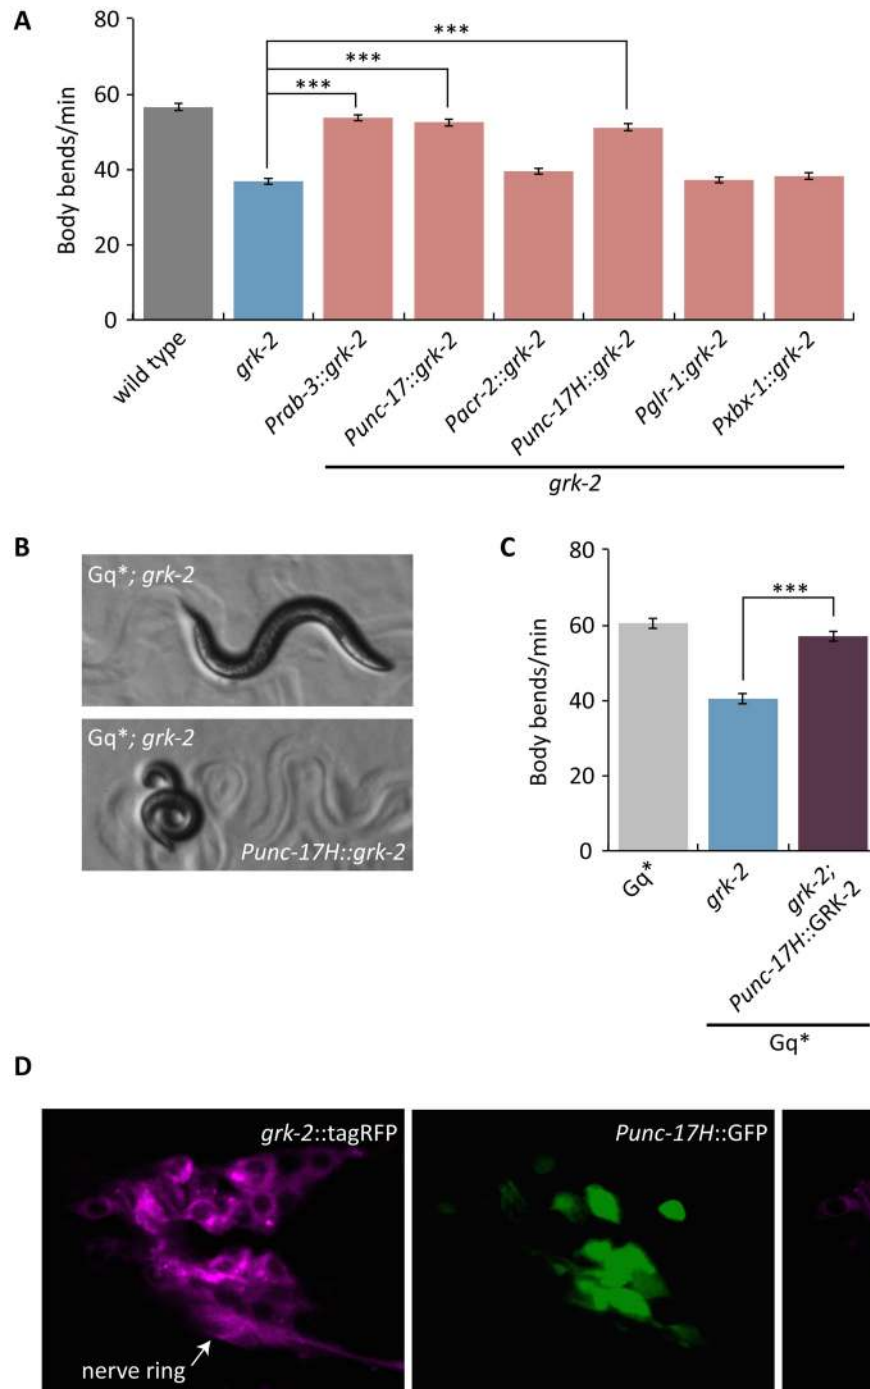 A
80
60
40
20
0
Body bends/min
***
***
***
wild type
grk-2
Prab-3::grk-2
Punc-17::grk-2
Pacr-2::grk-2
Punc-17H::grk-2
Pglr-1:grk-2
Pxbx-1::grk-2
grk-2
B
Gq*; grk-2
Gq*; grk-2
Punc-17H::grk-2
C
80
60
40
20
0
Body bends/min
***
Gq*
grk-2
grk-2;
Punc-17H::GRK-2
Gq*
D
grk-2::tagRFP
nerve ring
Punc-17H::GFP